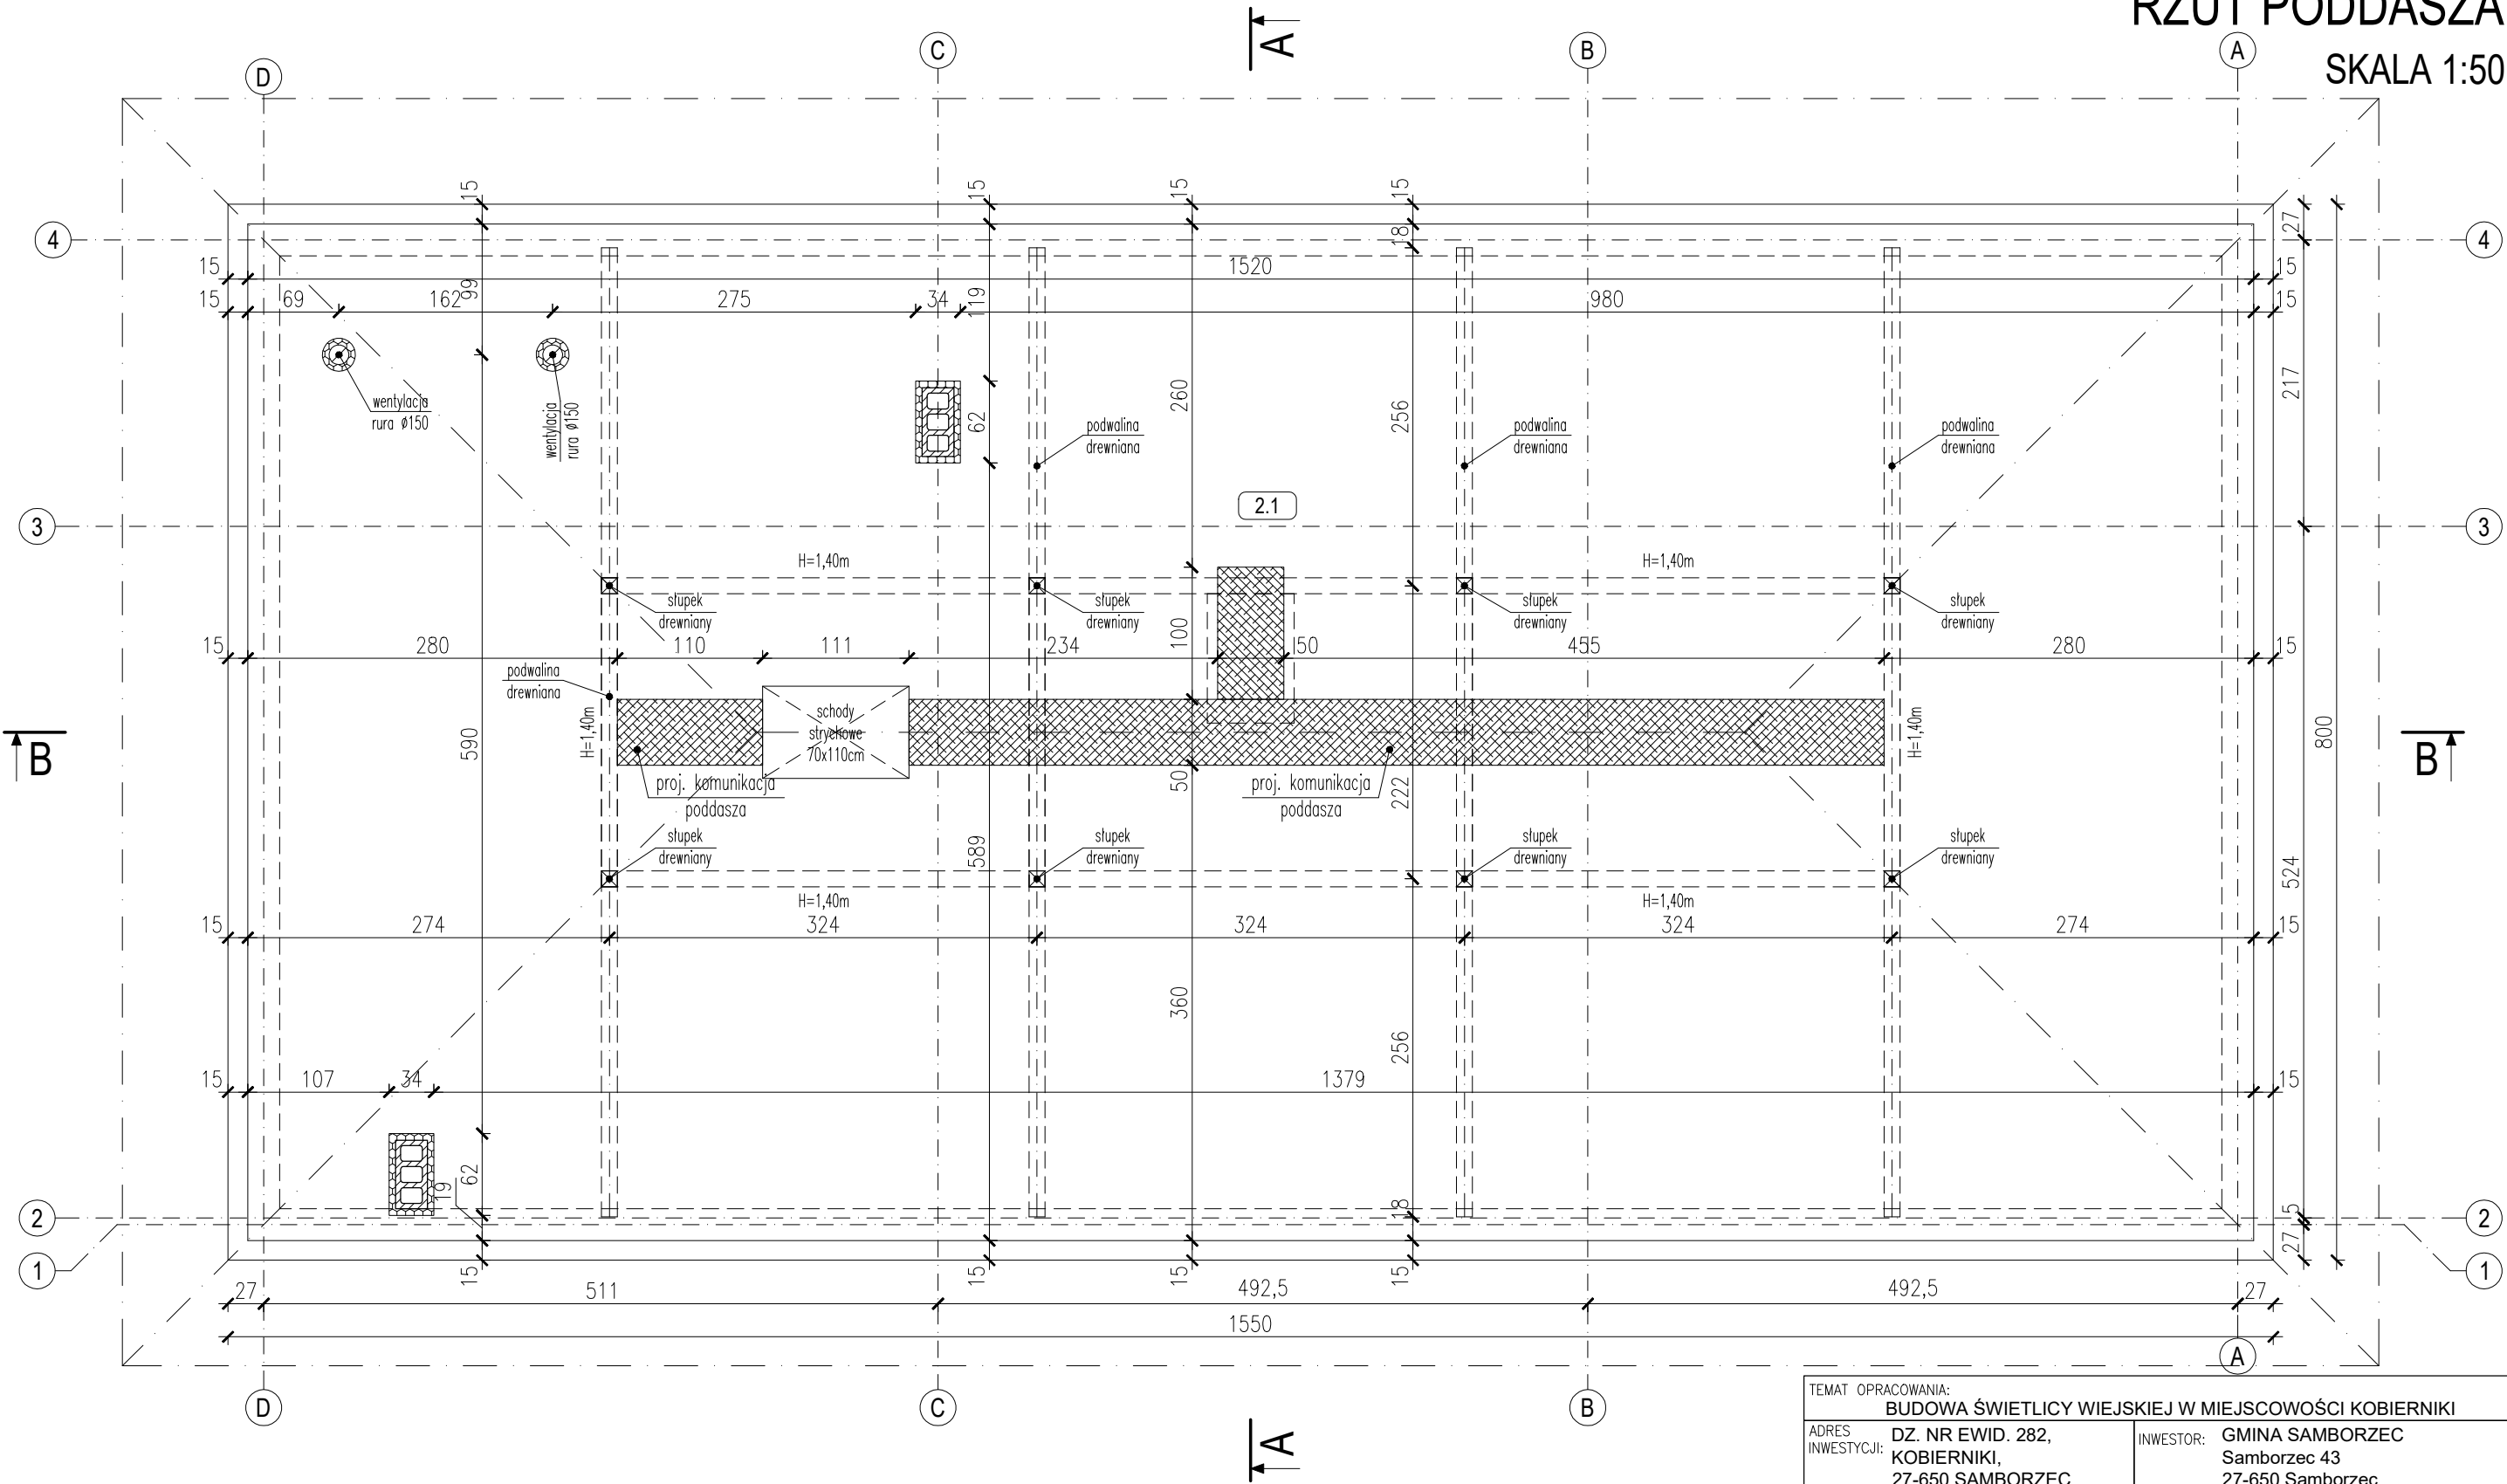 RZUT PODDASZA
SKALA 1:50
A
D
C
B
A
15
15
15
15
4
18
27
4
15
1520
15
15
69
162
99
275
34
119
980
15
wentylacja
rura ø150
wentylacja
rura ø150
62
260
256
217
podwalina
drewniana
podwalina
drewniana
podwalina
drewniana
2.1
3
3
H=1,40m
H=1,40m
słupek
drewniany
słupek
drewniany
słupek
drewniany
słupek
drewniany
15
280
110
111
234
100
50
455
280
15
podwalina
drewniana
H=1,40m
schody
strychowe
70x110cm
H=1,40m
B
590
800
B
proj. komunikacja
poddasza
50
proj. komunikacja
poddasza
222
słupek
drewniany
589
słupek
drewniany
słupek
drewniany
słupek
drewniany
524
H=1,40m
H=1,40m
15
274
324
324
324
274
15
360
256
15
107
34
1379
15
19
62
18
2
5
2
1
27
1
15
15
15
15
27
511
492,5
492,5
27
1550
D
C
B
A
A
TEMAT OPRACOWANIA:
BUDOWA ŚWIETLICY WIEJSKIEJ W MIEJSCOWOŚCI KOBIERNIKI
ADRES
INWESTYCJI:
DZ. NR EWID. 282,
KOBIERNIKI,
27-650 SAMBORZEC
INWESTOR:
GMINA SAMBORZEC
Samborzec 43
27-650 Samborzec